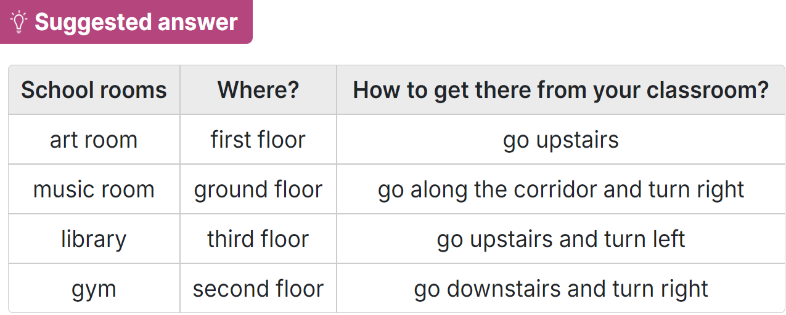 Suggested answer
School rooms Where? How to get there from your classroom?
art room first floor go upstairs
music room ground floor go along the corridor and turn right
library third floor go upstairs and turn left
gym second floor go downstairs and turn right